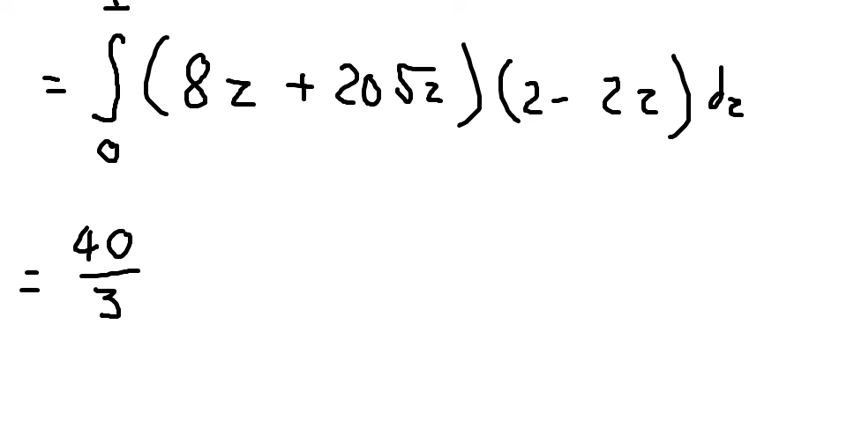 = ∫₀¹ (8z + 20√z)(2 - 2z) dz
= 40/3